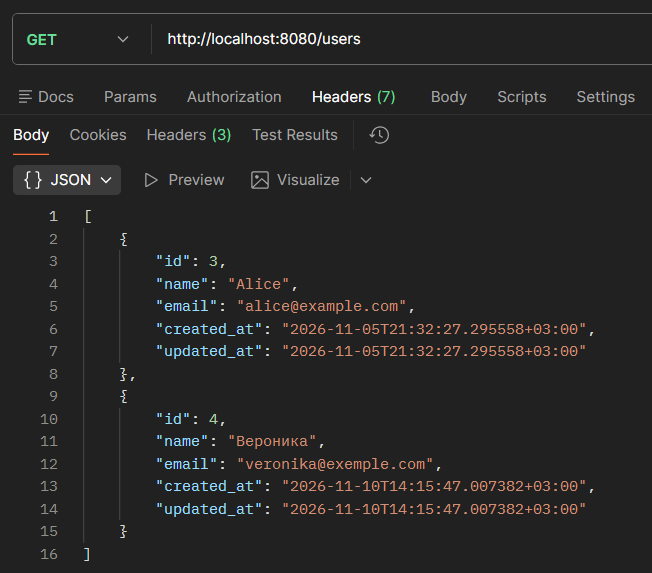 GET http://localhost:8080/users
Docs Params Authorization Headers (7) Body Scripts Settings
Body Cookies Headers (3) Test Results
{} JSON Preview Visualize
1 [
2 {
3 "id": 3,
4 "name": "Alice",
5 "email": "alice@example.com",
6 "created_at": "2026-11-05T21:32:27.295558+03:00",
7 "updated_at": "2026-11-05T21:32:27.295558+03:00"
8 },
9 {
10 "id": 4,
11 "name": "Вероника",
12 "email": "veronika@exemple.com",
13 "created_at": "2026-11-10T14:15:47.007382+03:00",
14 "updated_at": "2026-11-10T14:15:47.007382+03:00"
15 }
16 ]